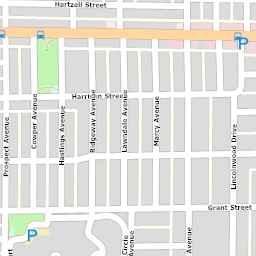 Hartzell Street
P
Harrison Street
Prospect Avenue
Cowper Avenue
Hastings Avenue
Ridgeway Avenue
Lawndale Avenue
Marcy Avenue
Lincolnwood Drive
Grant Street
P
Circle
Avenue
Avenue